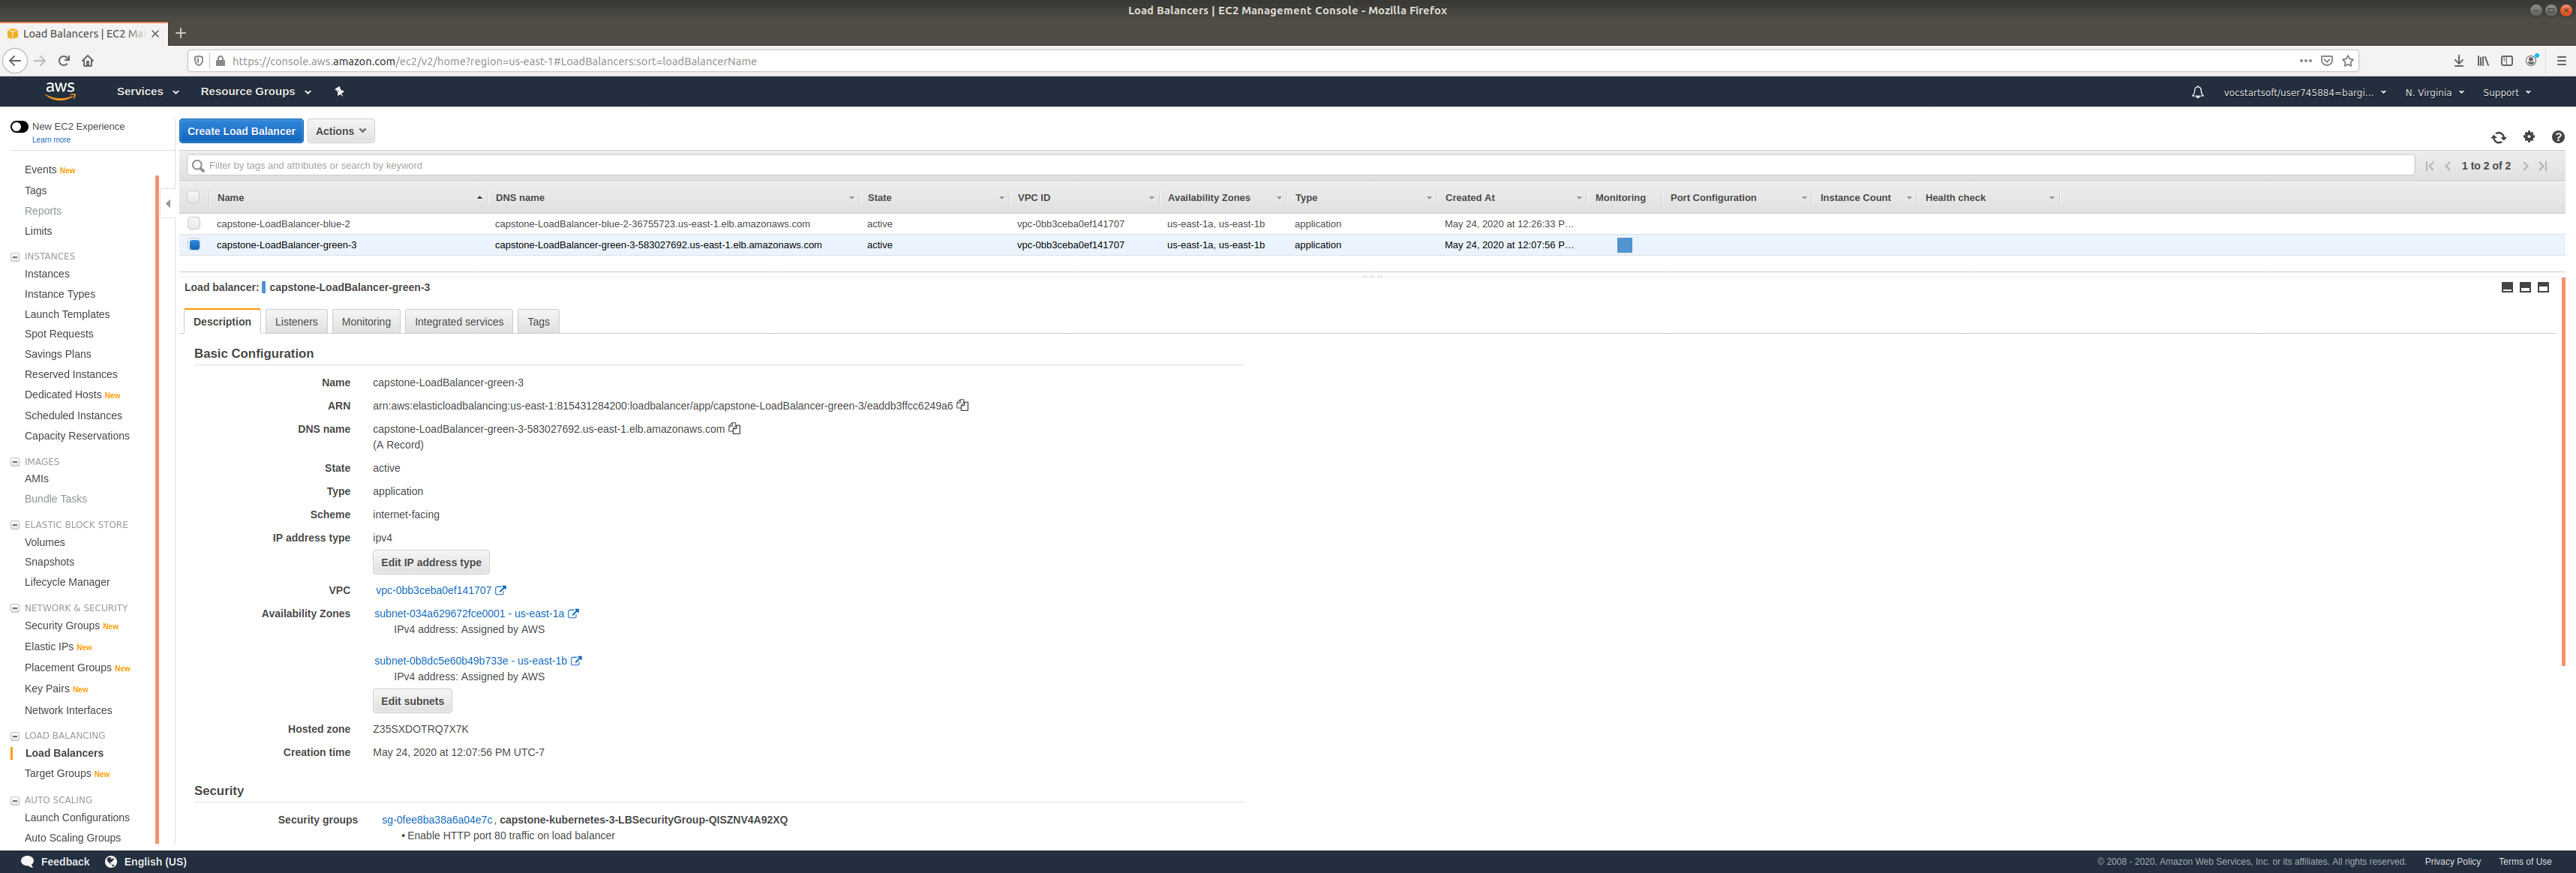 Load Balancers | EC2 Management Console - Mozilla Firefox
Load Balancers | EC2 Ma
https://console.aws.amazon.com/ec2/v2/home?region=us-east-1#LoadBalancers:sort=loadBalancerName
aws Services Resource Groups vocstartsoft/user745884=bargi... N. Virginia Support
New EC2 Experience
Learn more
Events New
Tags
Reports
Limits
INSTANCES
Instances
Instance Types
Launch Templates
Spot Requests
Savings Plans
Reserved Instances
Dedicated Hosts New
Scheduled Instances
Capacity Reservations
IMAGES
AMIs
Bundle Tasks
ELASTIC BLOCK STORE
Volumes
Snapshots
Lifecycle Manager
NETWORK & SECURITY
Security Groups New
Elastic IPs New
Placement Groups New
Key Pairs New
Network Interfaces
LOAD BALANCING
Load Balancers
Target Groups New
AUTO SCALING
Launch Configurations
Auto Scaling Groups
Create Load Balancer Actions
Filter by tags and attributes or search by keyword 1 to 2 of 2
Name DNS name State VPC ID Availability Zones Type Created At Monitoring Port Configuration Instance Count Health check
capstone-LoadBalancer-blue-2 capstone-LoadBalancer-blue-2-36755723.us-east-1.elb.amazonaws.com active vpc-0bb3ceba0ef141707 us-east-1a, us-east-1b application May 24, 2020 at 12:26:33 P...
capstone-LoadBalancer-green-3 capstone-LoadBalancer-green-3-583027692.us-east-1.elb.amazonaws.com active vpc-0bb3ceba0ef141707 us-east-1a, us-east-1b application May 24, 2020 at 12:07:56 P...
Load balancer: capstone-LoadBalancer-green-3
Description Listeners Monitoring Integrated services Tags
Basic Configuration
Name capstone-LoadBalancer-green-3
ARN arn:aws:elasticloadbalancing:us-east-1:815431284200:loadbalancer/app/capstone-LoadBalancer-green-3/eaddb3ffcc6249a6
DNS name capstone-LoadBalancer-green-3-583027692.us-east-1.elb.amazonaws.com
(A Record)
State active
Type application
Scheme internet-facing
IP address type ipv4
Edit IP address type
VPC vpc-0bb3ceba0ef141707
Availability Zones subnet-034a629672fce0001 - us-east-1a
IPv4 address: Assigned by AWS
subnet-0b8dc5e60b49b733e - us-east-1b
IPv4 address: Assigned by AWS
Edit subnets
Hosted zone Z35SXDOTRQ7X7K
Creation time May 24, 2020 at 12:07:56 PM UTC-7
Security
Security groups sg-0fee8ba38a6a04e7c, capstone-kubernetes-3-LBSecurityGroup-QISZNV4A92XQ
• Enable HTTP port 80 traffic on load balancer
Feedback English (US) © 2008 - 2020, Amazon Web Services, Inc. or its affiliates. All rights reserved. Privacy Policy Terms of Use